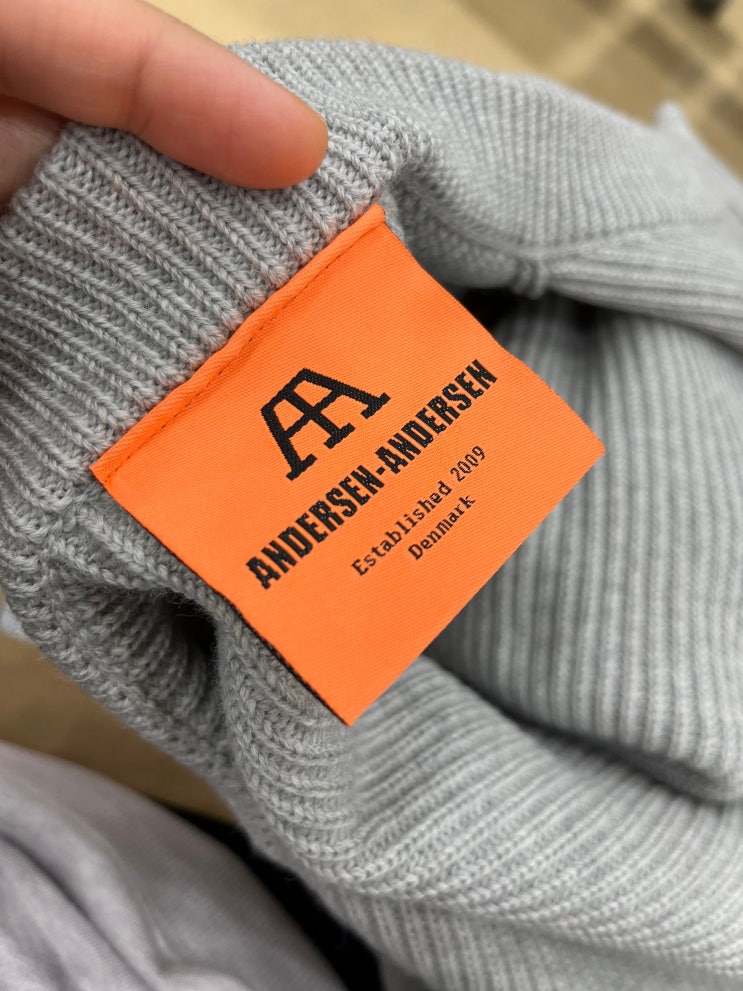 AA
ANDERSEN-ANDERSEN
Established 2009
Denmark